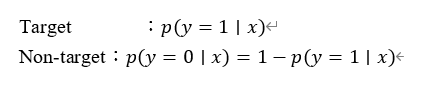 Target ：p(y = 1 ∣ x)↵
Non-target：p(y = 0 ∣ x) = 1 − p(y = 1 ∣ x)↵